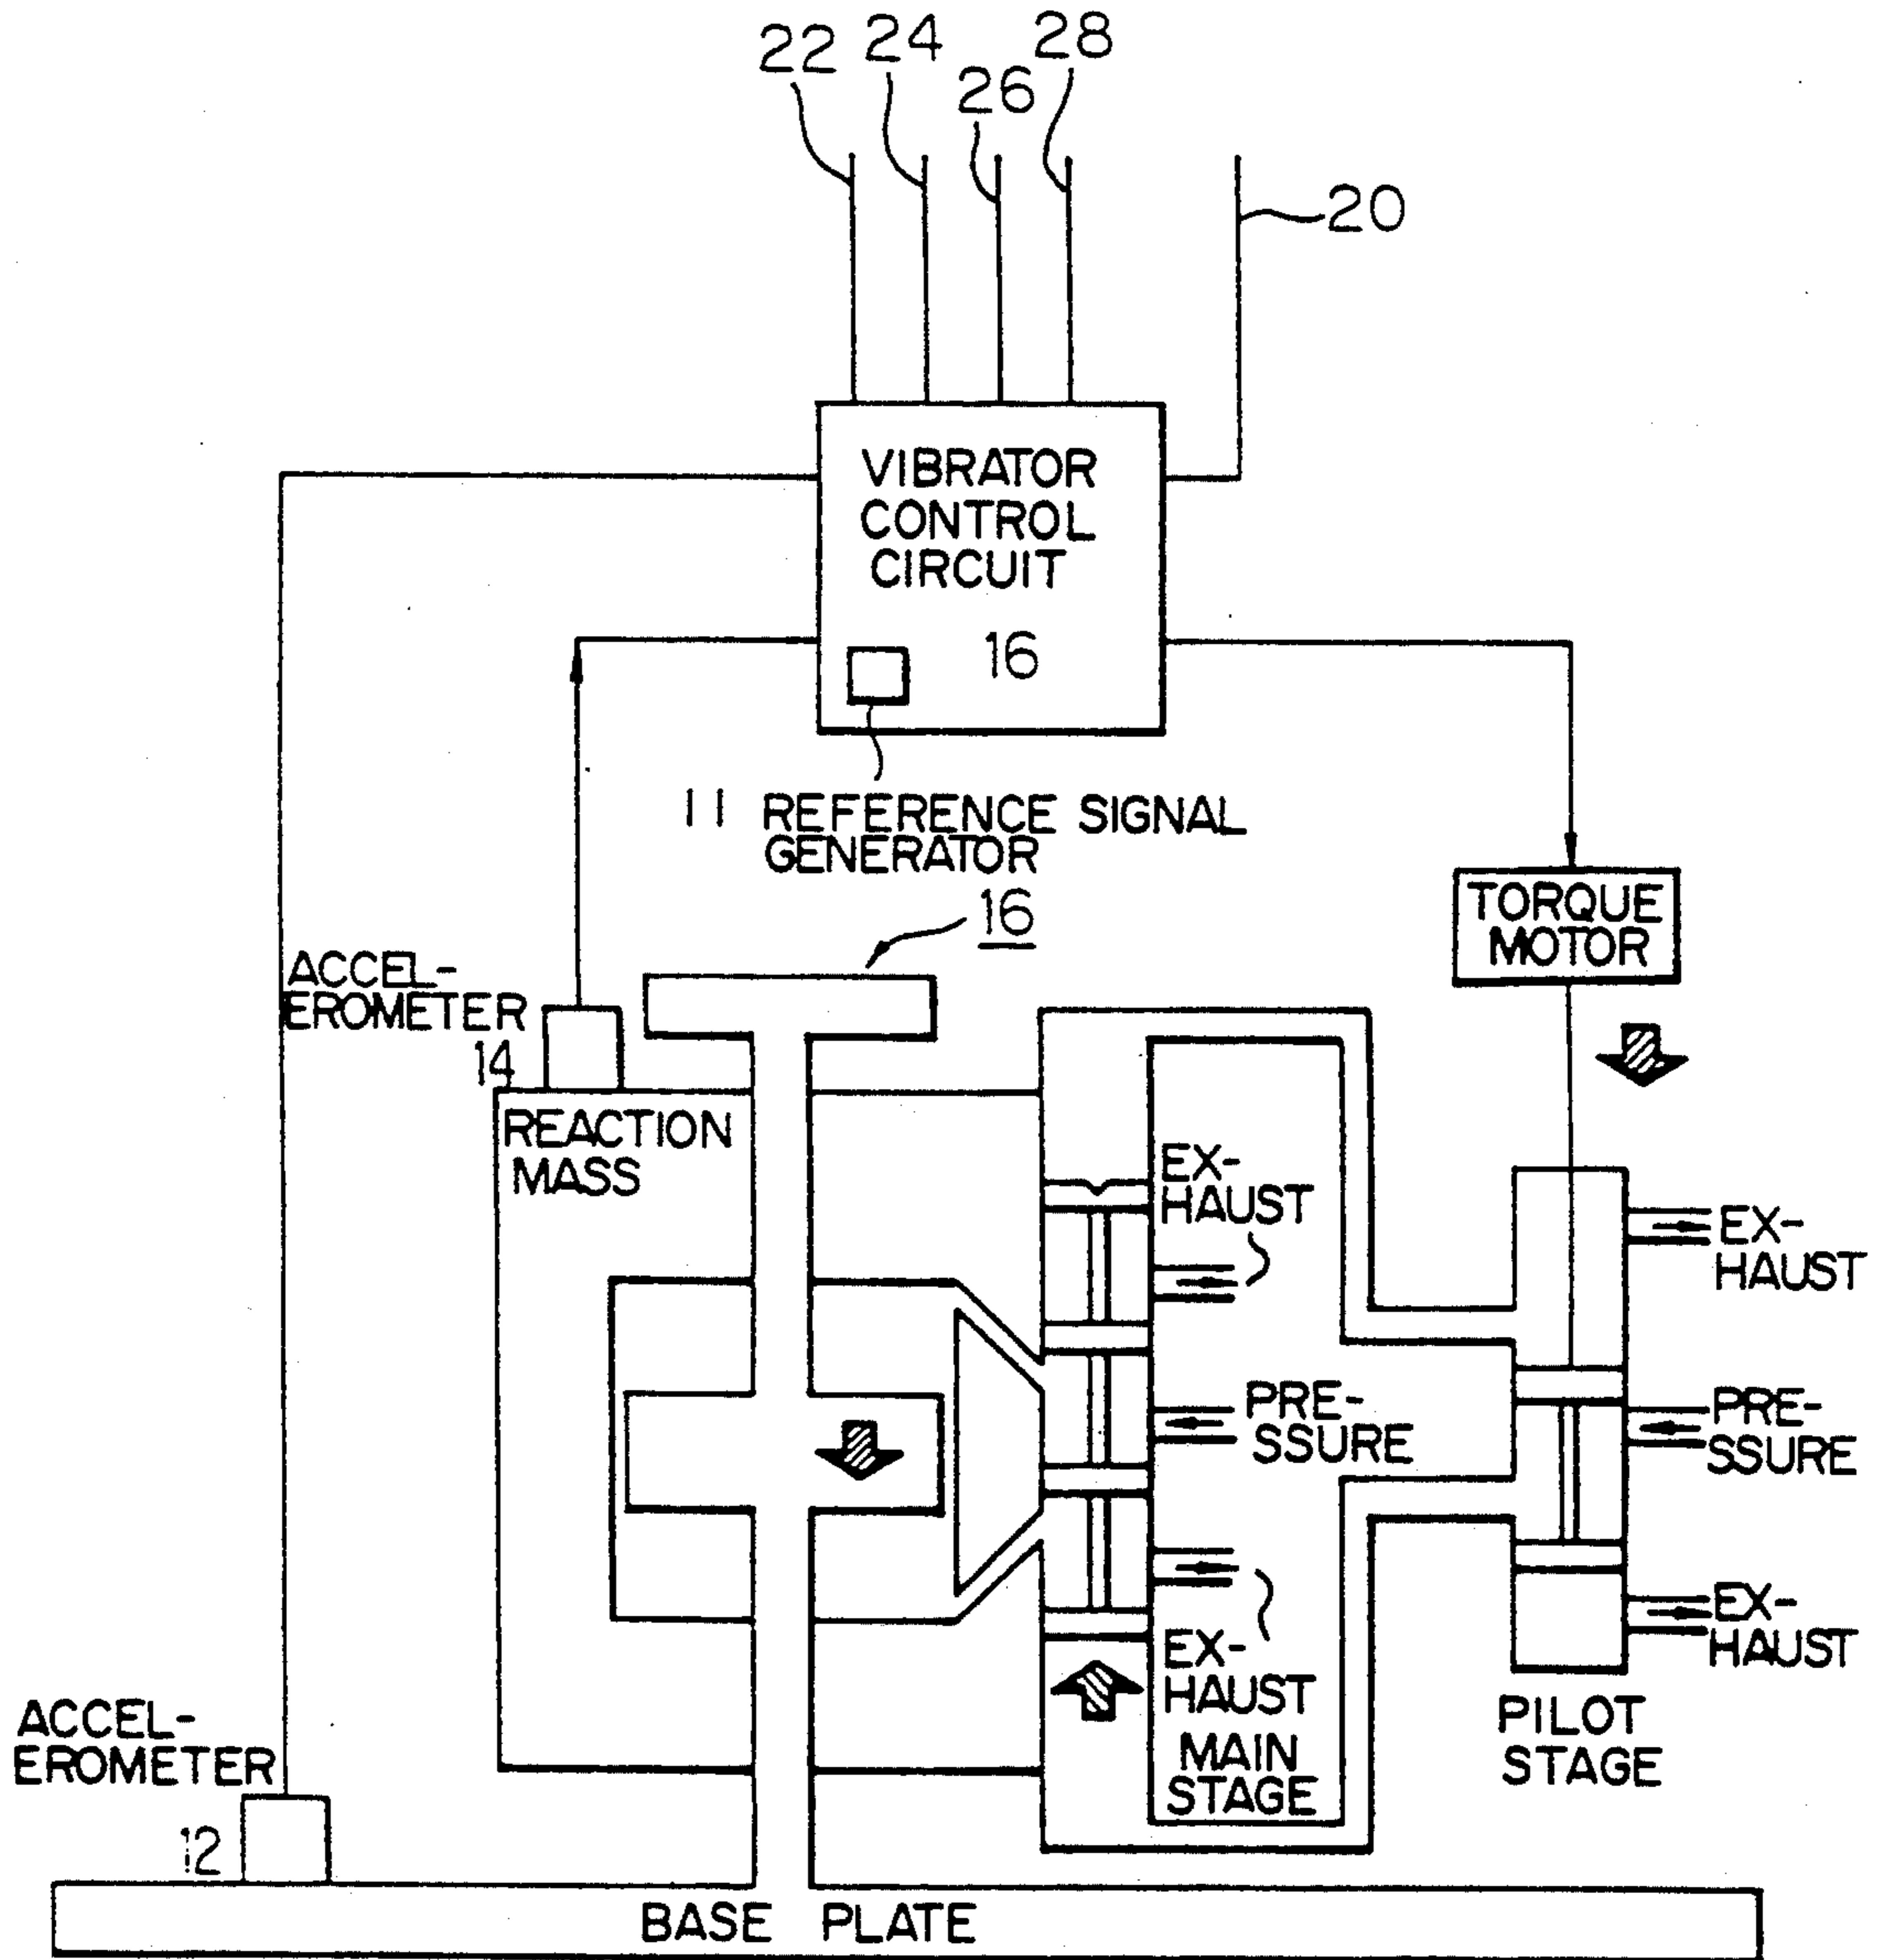 22
24
26
28
20
VIBRATOR
CONTROL
CIRCUIT
16
11 REFERENCE SIGNAL
GENERATOR
16
TORQUE
MOTOR
ACCEL-
EROMETER
14
REACTION
MASS
EX-
HAUST
EX-
HAUST
PRE-
SSURE
PRE-
SSURE
EX-
HAUST
EX-
HAUST
MAIN
STAGE
PILOT
STAGE
ACCEL-
EROMETER
12
BASE PLATE